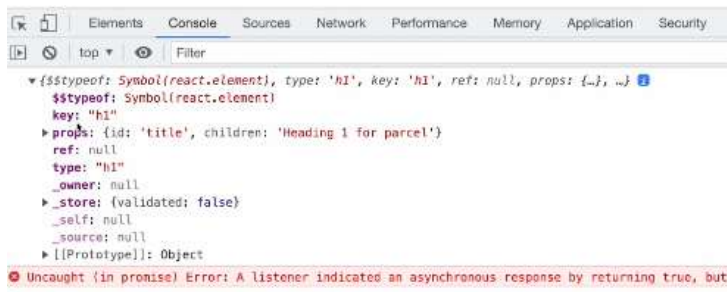 Elements Console Sources Network Performance Memory Application Security
top ▼ Filter
▼{$$typeof: Symbol(react.element), type: 'h1', key: 'h1', ref: null, props: {…}, …} i
$$typeof: Symbol(react.element)
key: "h1"
▶props: {id: 'title', children: 'Heading 1 for parcel'}
ref: null
type: "h1"
_owner: null
▶_store: {validated: false}
_self: null
_source: null
▶[[Prototype]]: Object
Uncaught (in promise) Error: A listener indicated an asynchronous response by returning true, but